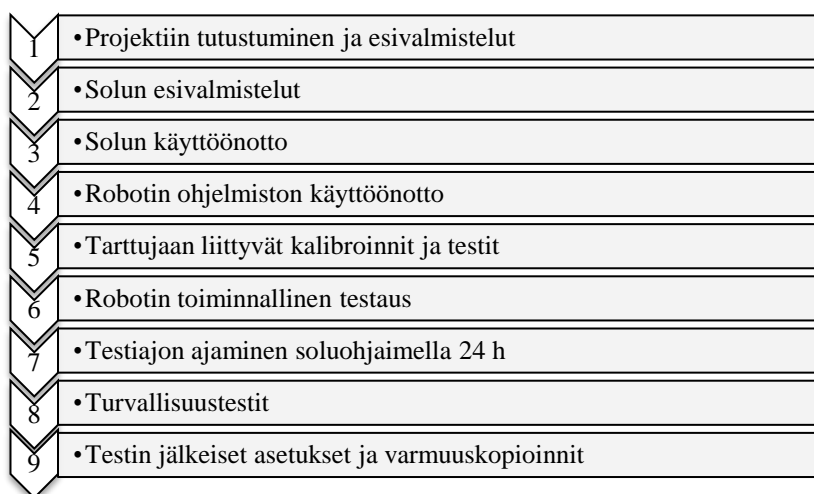 1 •Projektiin tutustuminen ja esivalmistelut
2 •Solun esivalmistelut
3 •Solun käyttöönotto
4 •Robotin ohjelmiston käyttöönotto
5 •Tarttujaan liittyvät kalibroinnit ja testit
6 •Robotin toiminnallinen testaus
7 •Testiajon ajaminen soluohjaimella 24 h
8 •Turvallisuustestit
9 •Testin jälkeiset asetukset ja varmuuskopioinnit